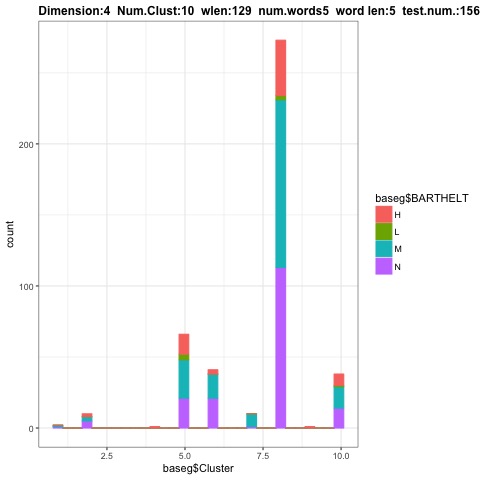 Dimension:4  Num.Clust:10  wlen:129  num.words5  word len:5  test.num.:156
200
100
0
count
2.5
5.0
7.5
10.0
baseg$Cluster
baseg$BARTHELT
H
L
M
N